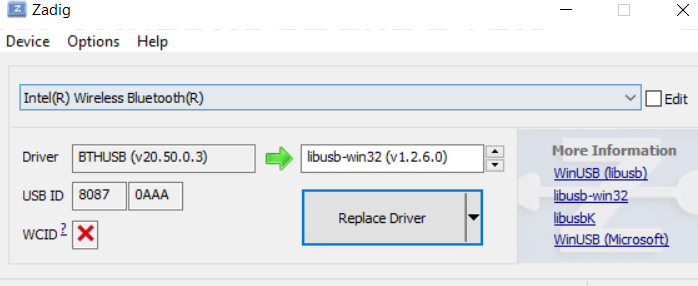 Zadig
Device Options Help
Intel(R) Wireless Bluetooth(R) Edit
Driver BTHUSB (v20.50.0.3) libusb-win32 (v1.2.6.0) More Information
WinUSB (libusb)
USB ID 8087 0AAA libusb-win32
Replace Driver libusbK
WCID ? WinUSB (Microsoft)